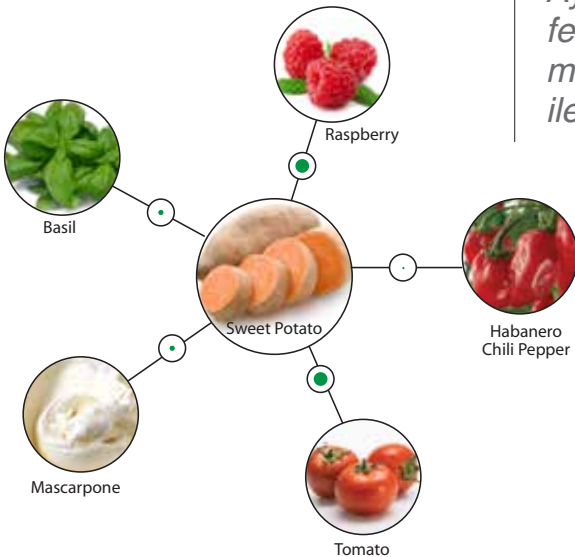 Raspberry
Basil
Sweet Potato
Habanero
Chili Pepper
Mascarpone
Tomato